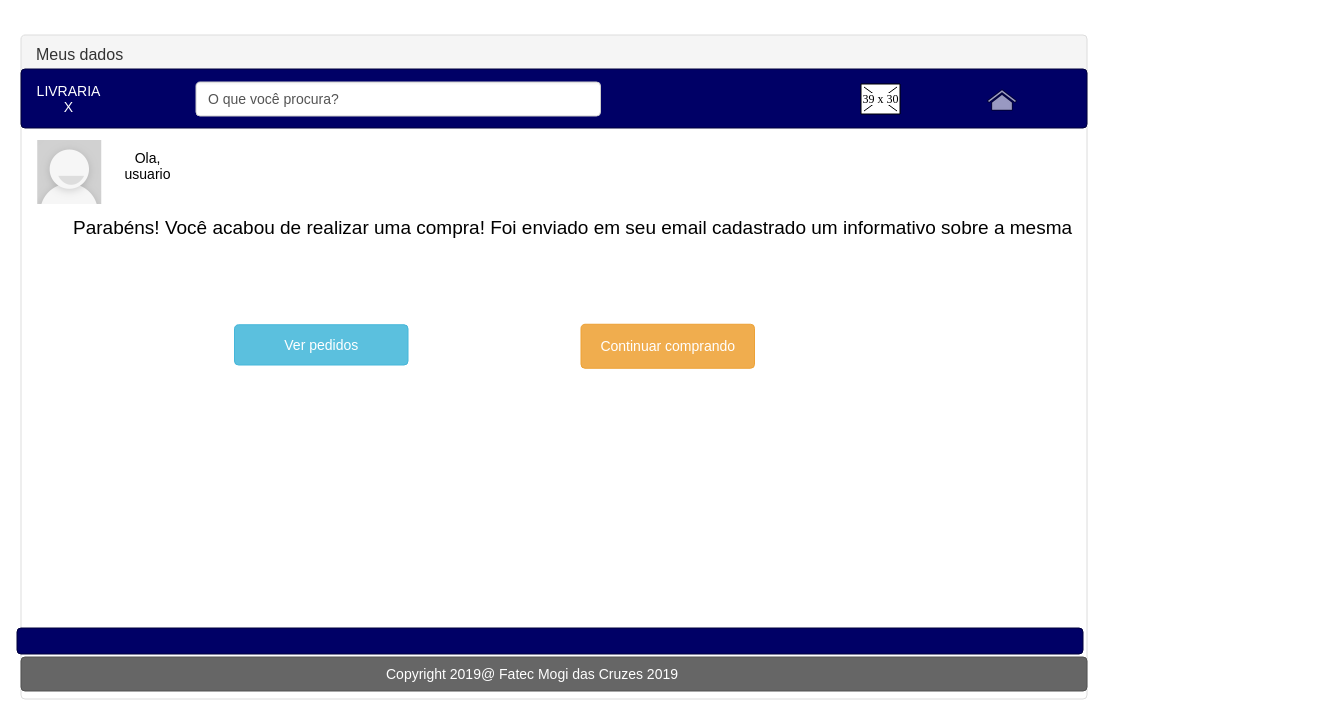 Meus dados
LIVRARIA
X
O que você procura?
39 x 30
Ola,
usuario
Parabéns! Você acabou de realizar uma compra! Foi enviado em seu email cadastrado um informativo sobre a mesma
Ver pedidos
Continuar comprando
Copyright 2019@ Fatec Mogi das Cruzes 2019